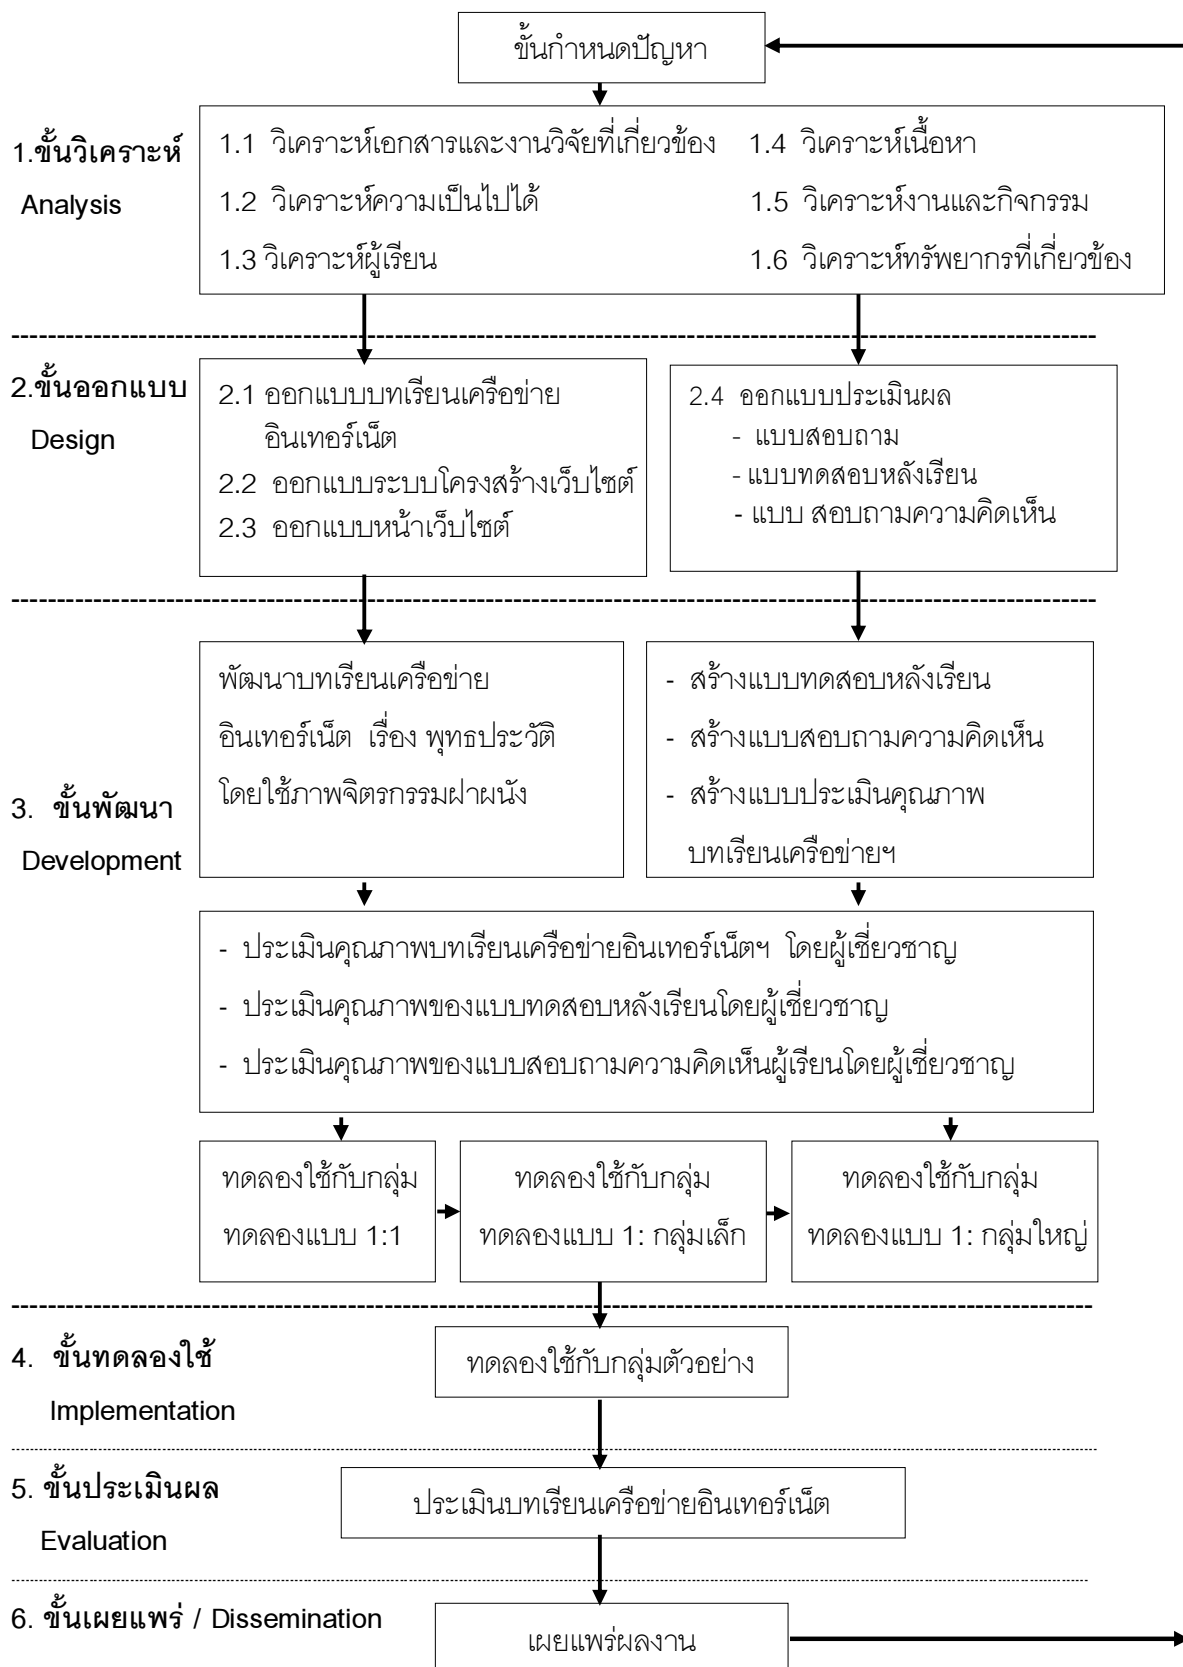 ขั้นกำหนดปัญหา
1.ขั้นวิเคราะห์
Analysis
1.1 วิเคราะห์เอกสารและงานวิจัยที่เกี่ยวข้อง
1.2 วิเคราะห์ความเป็นไปได้
1.3 วิเคราะห์ผู้เรียน
1.4 วิเคราะห์เนื้อหา
1.5 วิเคราะห์งานและกิจกรรม
1.6 วิเคราะห์ทรัพยากรที่เกี่ยวข้อง
2.ขั้นออกแบบ
Design
2.1 ออกแบบบทเรียนเครือข่าย
อินเทอร์เน็ต
2.2 ออกแบบระบบโครงสร้างเว็บไซต์
2.3 ออกแบบหน้าเว็บไซต์
2.4 ออกแบบประเมินผล
- แบบสอบถาม
- แบบทดสอบหลังเรียน
- แบบ สอบถามความคิดเห็น
3. ขั้นพัฒนา
Development
พัฒนาบทเรียนเครือข่าย
อินเทอร์เน็ต เรื่อง พุทธประวัติ
โดยใช้ภาพจิตรกรรมฝาผนัง
- สร้างแบบทดสอบหลังเรียน
- สร้างแบบสอบถามความคิดเห็น
- สร้างแบบประเมินคุณภาพ
บทเรียนเครือข่ายฯ
- ประเมินคุณภาพบทเรียนเครือข่ายอินเทอร์เน็ตฯ โดยผู้เชี่ยวชาญ
- ประเมินคุณภาพของแบบทดสอบหลังเรียนโดยผู้เชี่ยวชาญ
- ประเมินคุณภาพของแบบสอบถามความคิดเห็นผู้เรียนโดยผู้เชี่ยวชาญ
ทดลองใช้กับกลุ่ม
ทดลองแบบ 1:1
ทดลองใช้กับกลุ่ม
ทดลองแบบ 1: กลุ่มเล็ก
ทดลองใช้กับกลุ่ม
ทดลองแบบ 1: กลุ่มใหญ่
4. ขั้นทดลองใช้
Implementation
ทดลองใช้กับกลุ่มตัวอย่าง
5. ขั้นประเมินผล
Evaluation
ประเมินบทเรียนเครือข่ายอินเทอร์เน็ต
6. ขั้นเผยแพร่ / Dissemination
เผยแพร่ผลงาน